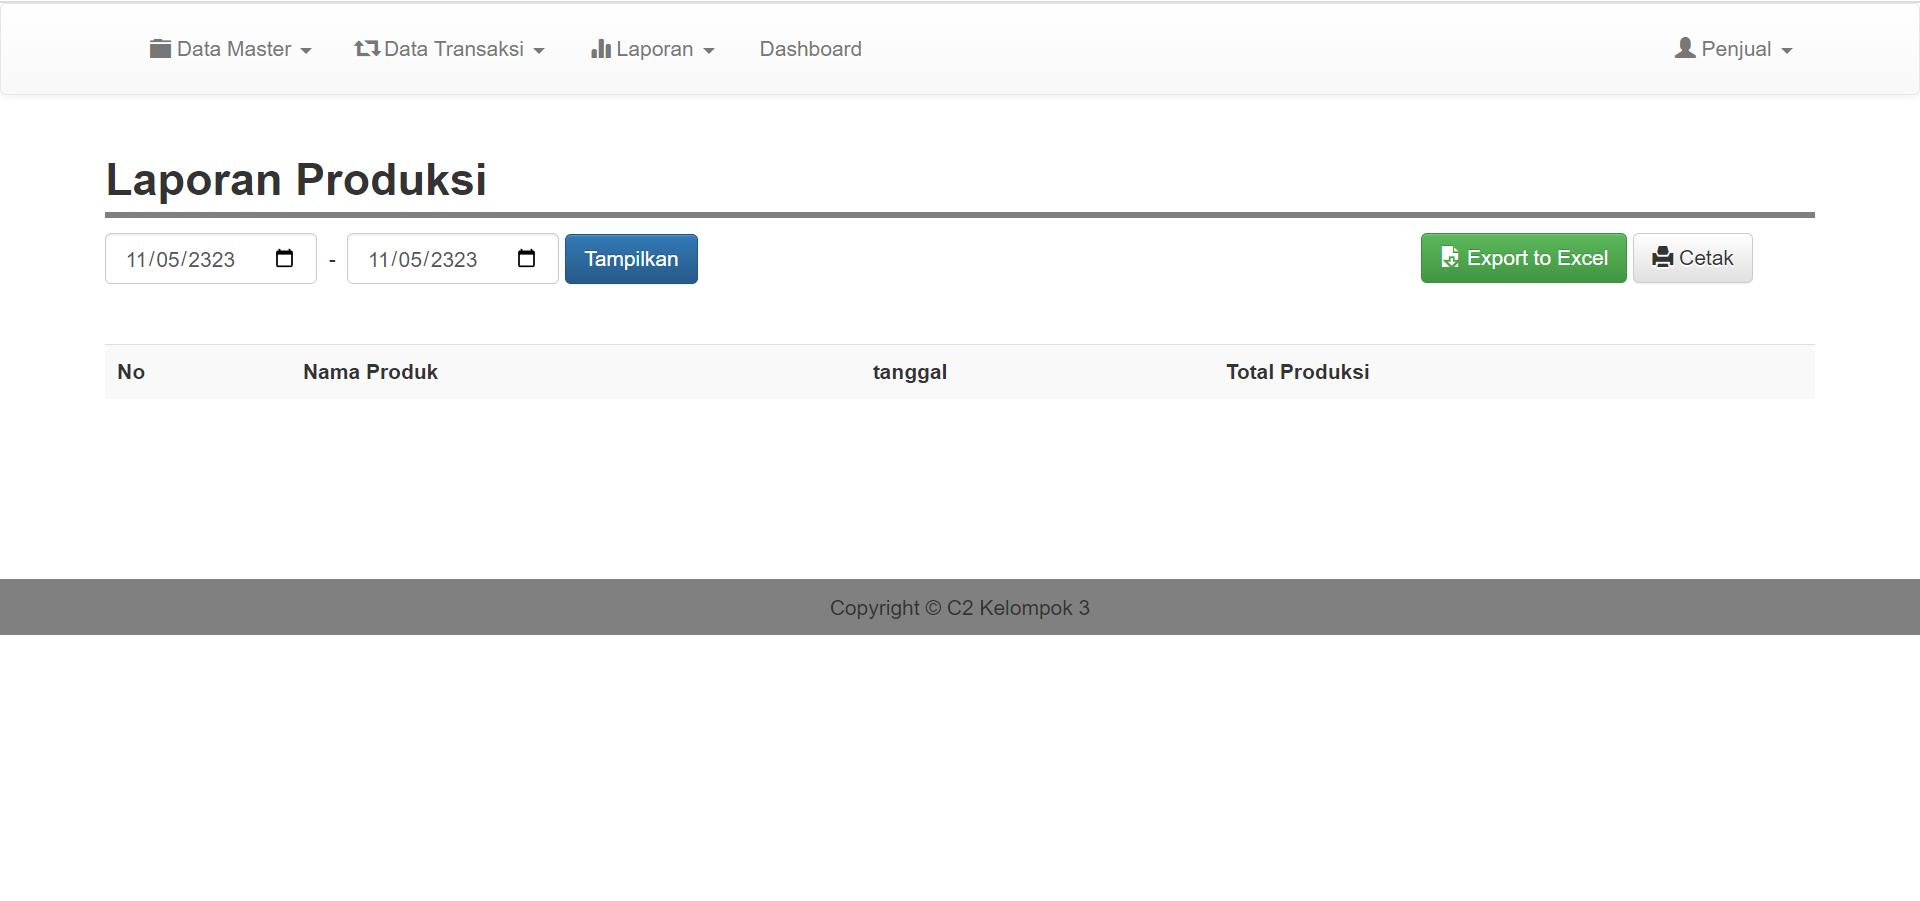 Data Master Data Transaksi Laporan Dashboard Penjual
Laporan Produksi
11/05/2323 - 11/05/2323 Tampilkan Export to Excel Cetak
No Nama Produk tanggal Total Produksi
Copyright © C2 Kelompok 3